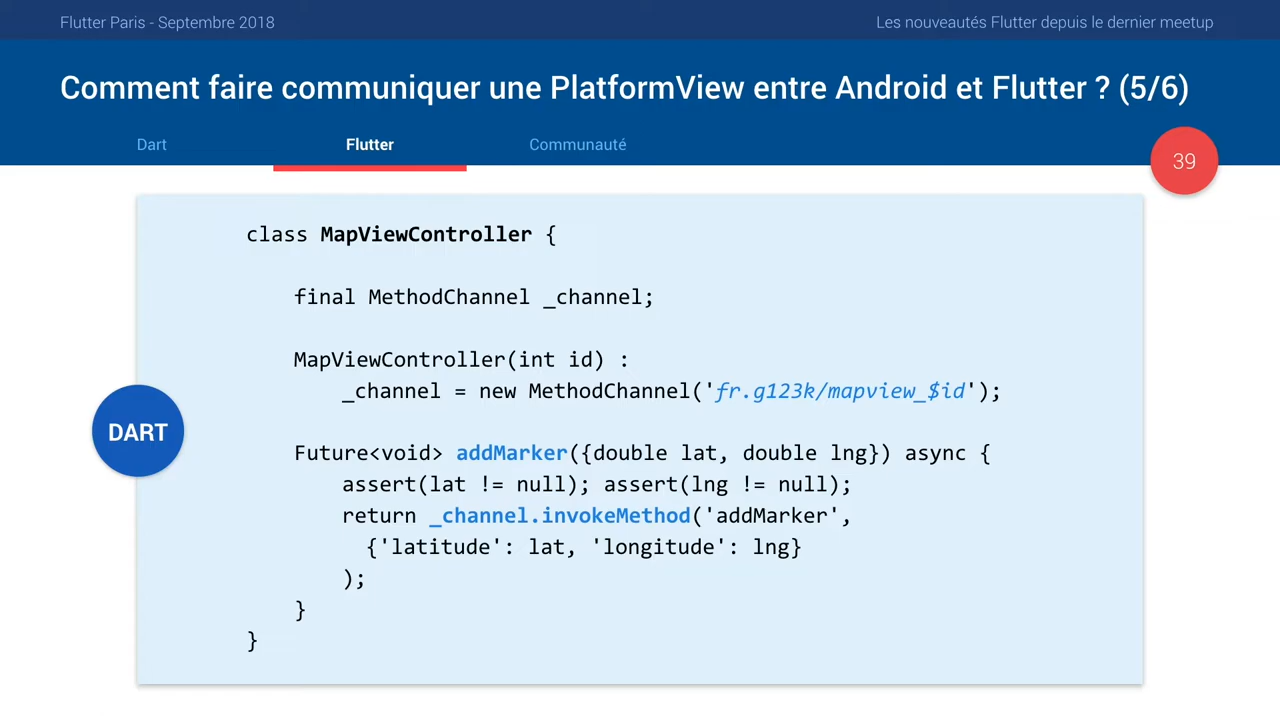 Flutter Paris - Septembre 2018
Les nouveautés Flutter depuis le dernier meetup
Comment faire communiquer une PlatformView entre Android et Flutter ? (5/6)
Dart
Flutter
Communauté
39
class MapViewController {
final MethodChannel _channel;
MapViewController(int id) :
_channel = new MethodChannel('fr.g123k/mapview_$id');
DART
Future<void> addMarker({double lat, double lng}) async {
assert(lat != null); assert(lng != null);
return _channel.invokeMethod('addMarker',
{'latitude': lat, 'longitude': lng}
);
}
}